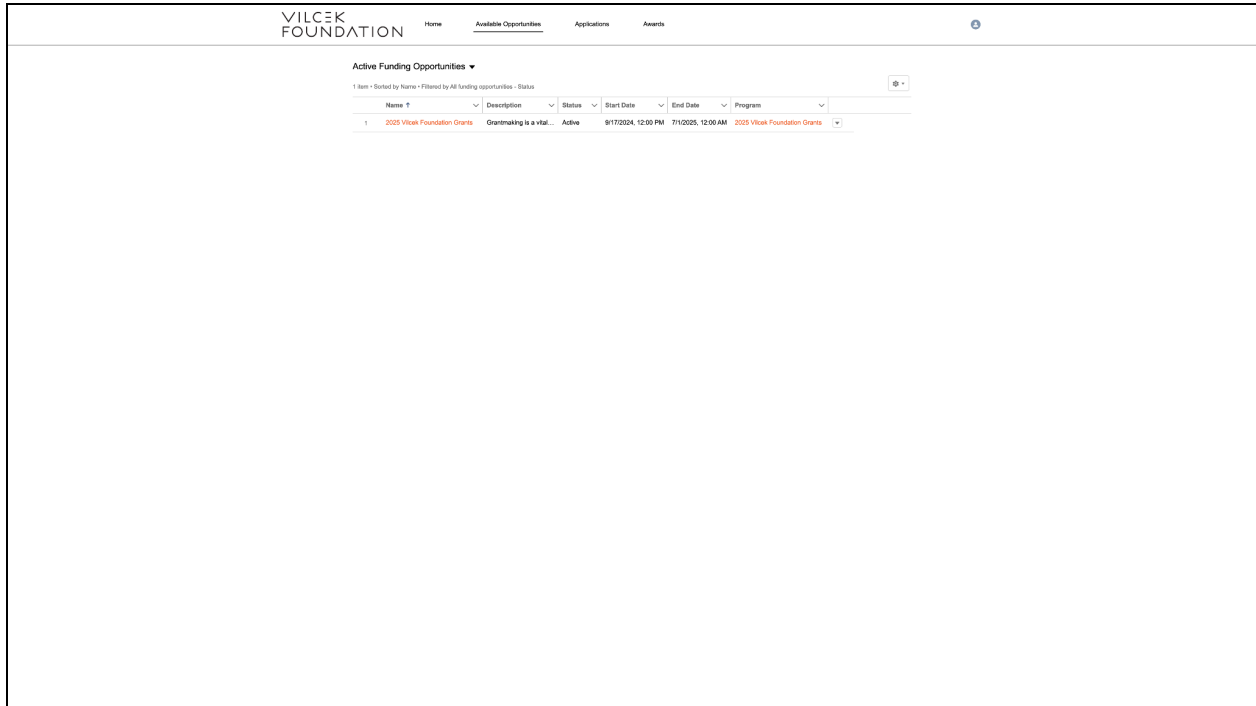 VILCEK
FOUNDATION
Home Available Opportunities Applications Awards
Active Funding Opportunities
1 item • Sorted by Name • Filtered by All funding opportunities - Status
Name ↑ Description Status Start Date End Date Program
1 2025 Vilcek Foundation Grants Grantmaking is a vital... Active 9/17/2024, 12:00 PM 7/1/2025, 12:00 AM 2025 Vilcek Foundation Grants